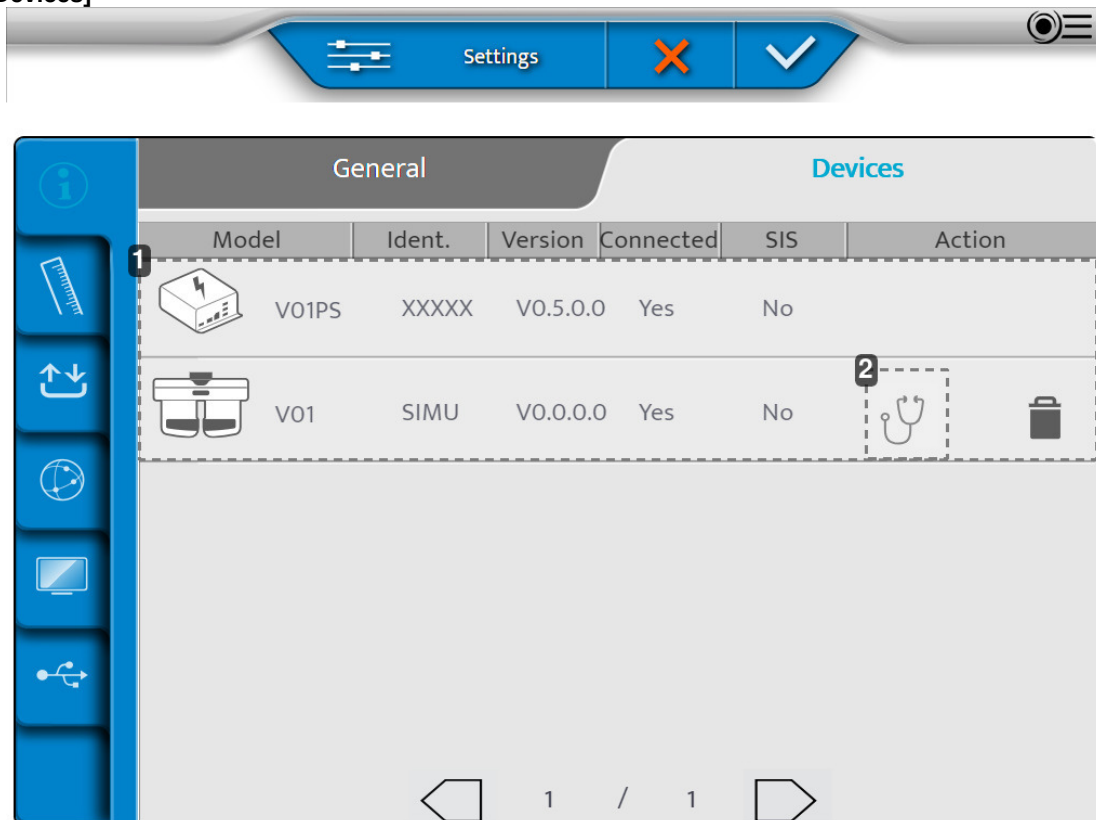 Devices]
Settings
General Devices
Model Ident. Version Connected SIS Action
1
V01PS XXXXX V0.5.0.0 Yes No
2
V01 SIMU V0.0.0.0 Yes No
1 / 1